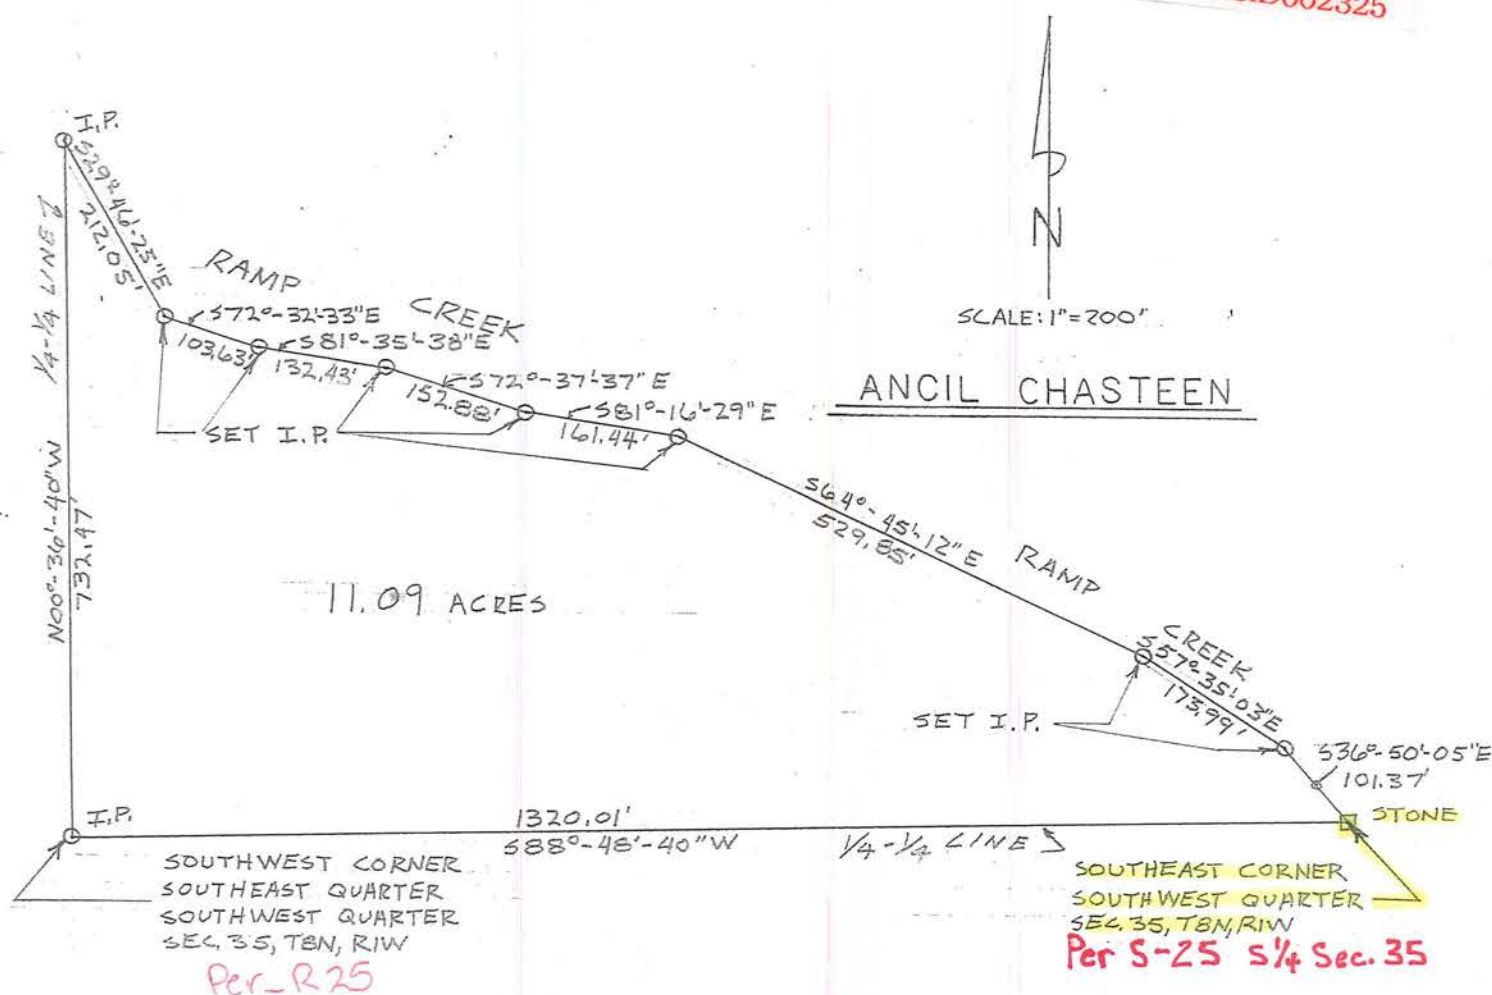 I.P.
S29°-46'-23"E
212.05'
1/4-1/4 LINE
RAMP
CREEK
S72°-32'-33"E
103.63'
S81°-35'-38"E
132.43'
S72°-37'-37"E
152.88'
S81°-16'-29"E
161.44'
SET I.P.
N
SCALE: 1"=200'
ANCIL CHASTEEN
N00°-36'-40"W
732.47'
11.09 ACRES
S64°-45'-12"E
529.85'
RAMP
CREEK
S57°-35'-03"E
173.99'
SET I.P.
S36°-50'-05"E
101.37'
STONE
I.P.
1320.01'
S88°-48'-40"W
1/4-1/4 LINE
SOUTHWEST CORNER
SOUTHEAST QUARTER
SOUTHWEST QUARTER
SEC. 35, T8N, R1W
Per-R25
SOUTHEAST CORNER
SOUTHWEST QUARTER
SEC. 35, T8N, R1W
Per S-25 S1/4 Sec. 35